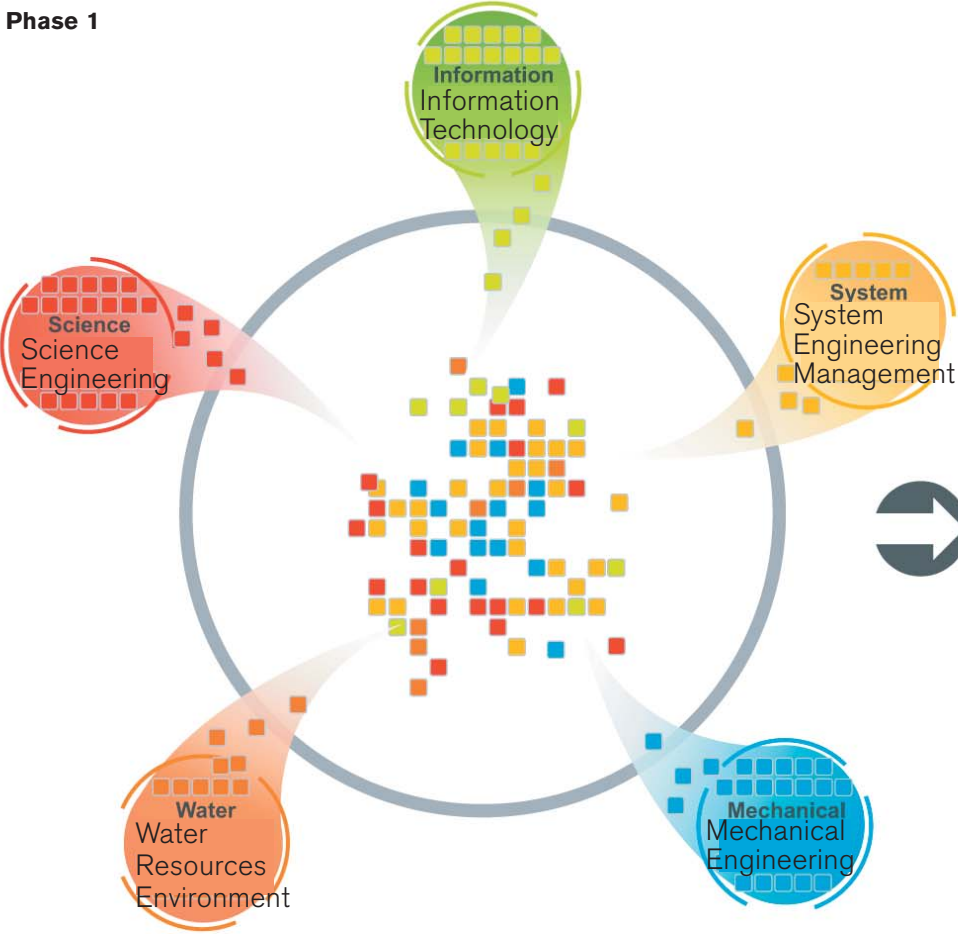 Phase 1
Information
Information
Technology
System
System
Engineering
Management
Science
Science
Engineering
Water
Water
Resources
Environment
Mechanical
Mechanical
Engineering